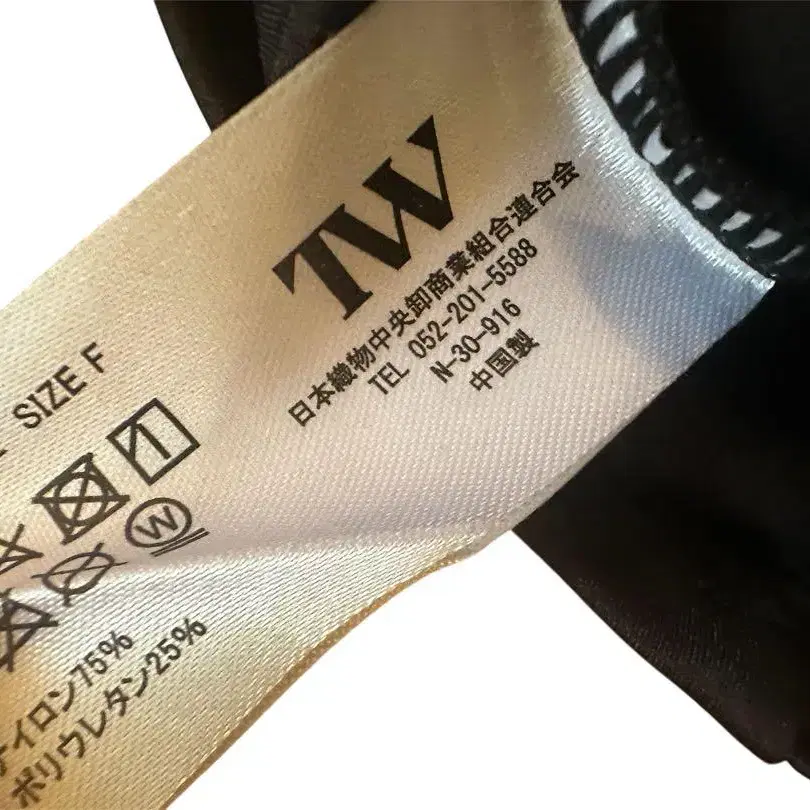 TW
日本織物中央卸商業組合連合会
TEL 052-201-5588
N-30-916
中国製
SIZE F
W
ナイロン75%
ポリウレタン25%